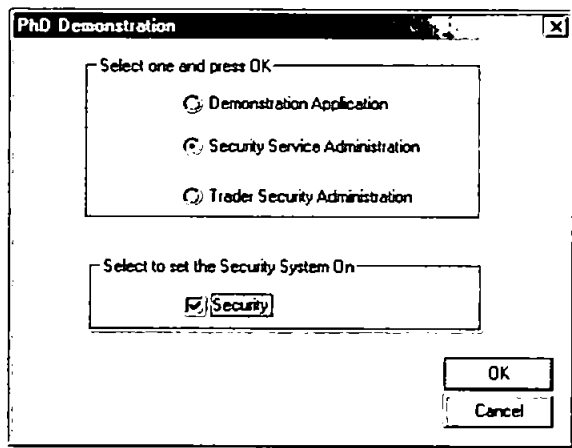 PhD Demonstration
Select one and press OK
Demonstration Application
Security Service Administration
Trader Security Administration
Select to set the Security System On
Security
OK
Cancel